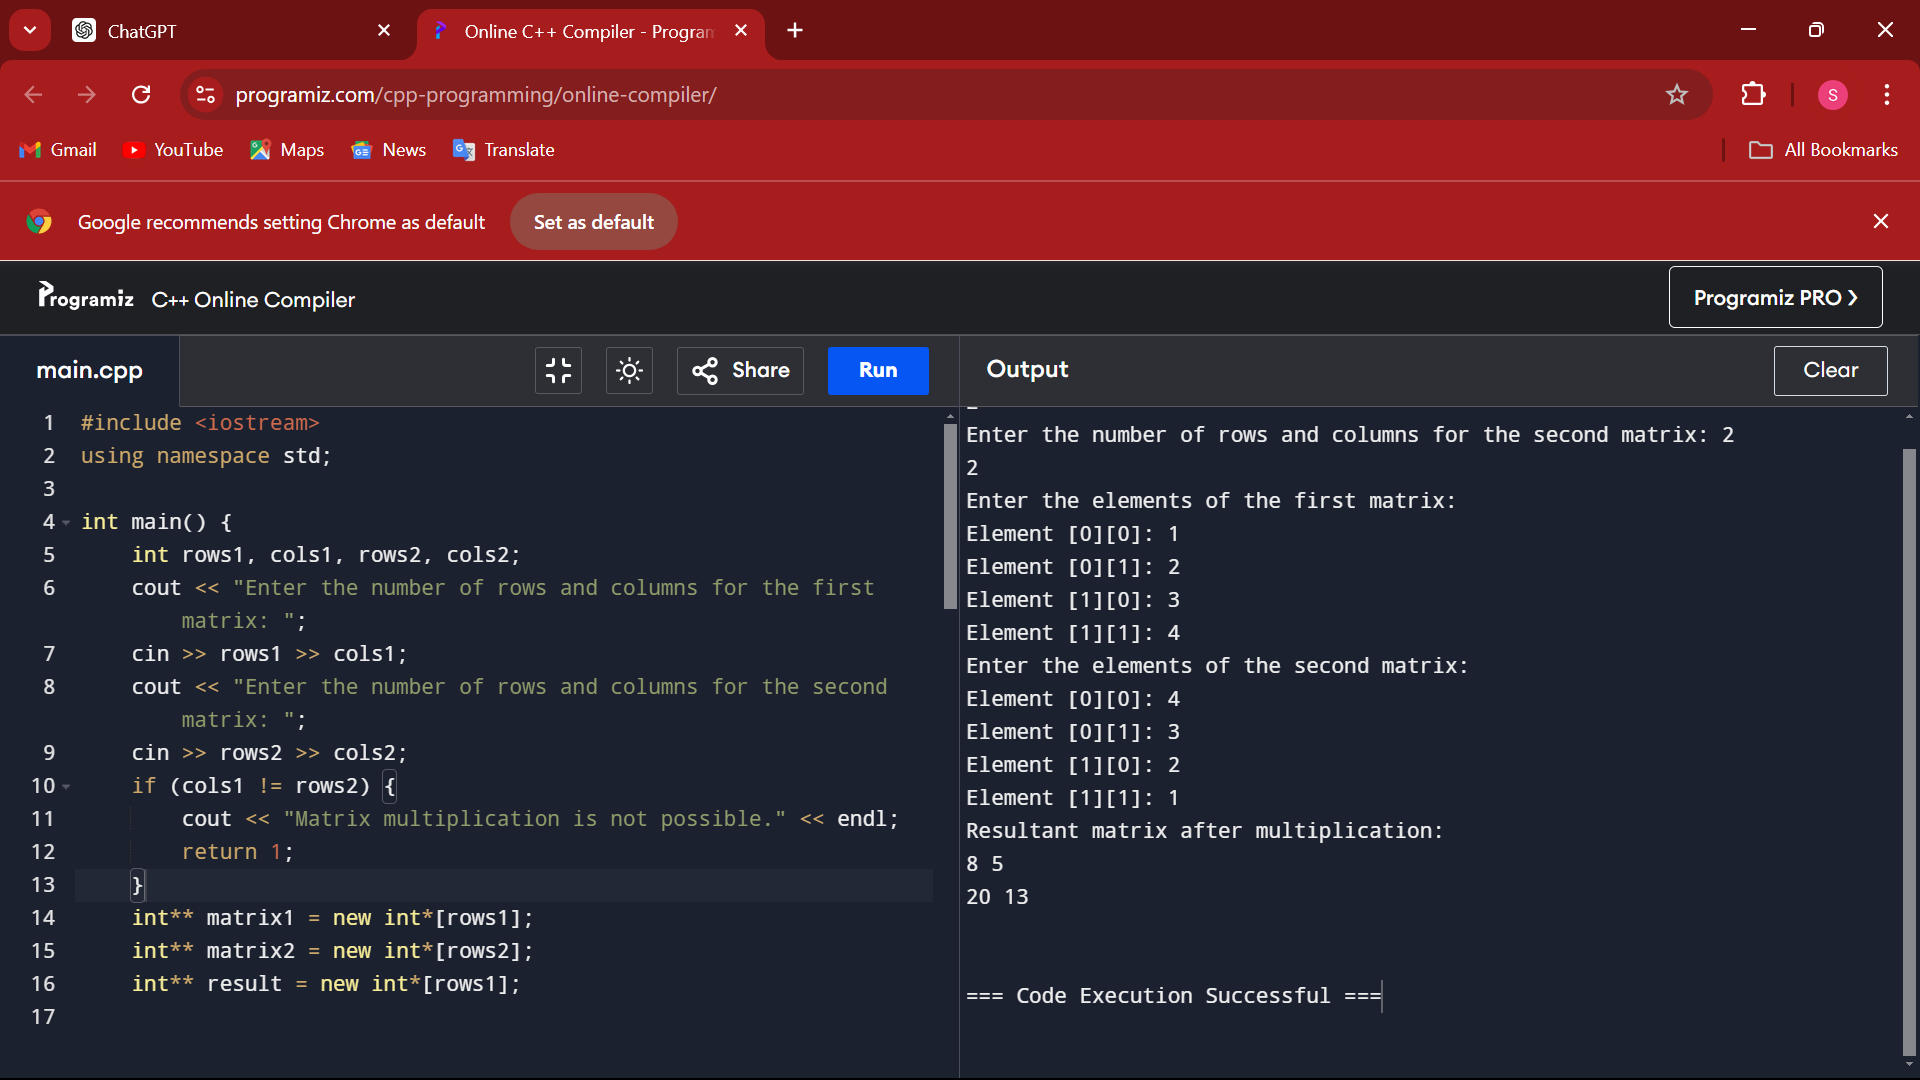 ChatGPT
Online C++ Compiler - Program
programiz.com/cpp-programming/online-compiler/
S
Gmail
YouTube
Maps
News
Translate
All Bookmarks
Google recommends setting Chrome as default
Set as default
Programiz
C++ Online Compiler
Programiz PRO ❯
main.cpp
Share
Run
Output
Clear
1 #include <iostream>
2 using namespace std;
3
4 int main() {
5     int rows1, cols1, rows2, cols2;
6     cout << "Enter the number of rows and columns for the first
        matrix: ";
7     cin >> rows1 >> cols1;
8     cout << "Enter the number of rows and columns for the second
        matrix: ";
9     cin >> rows2 >> cols2;
10     if (cols1 != rows2) {
11         cout << "Matrix multiplication is not possible." << endl;
12         return 1;
13     }
14     int** matrix1 = new int*[rows1];
15     int** matrix2 = new int*[rows2];
16     int** result = new int*[rows1];
17
Enter the number of rows and columns for the second matrix: 2
2
Enter the elements of the first matrix:
Element [0][0]: 1
Element [0][1]: 2
Element [1][0]: 3
Element [1][1]: 4
Enter the elements of the second matrix:
Element [0][0]: 4
Element [0][1]: 3
Element [1][0]: 2
Element [1][1]: 1
Resultant matrix after multiplication:
8 5
20 13
=== Code Execution Successful ===